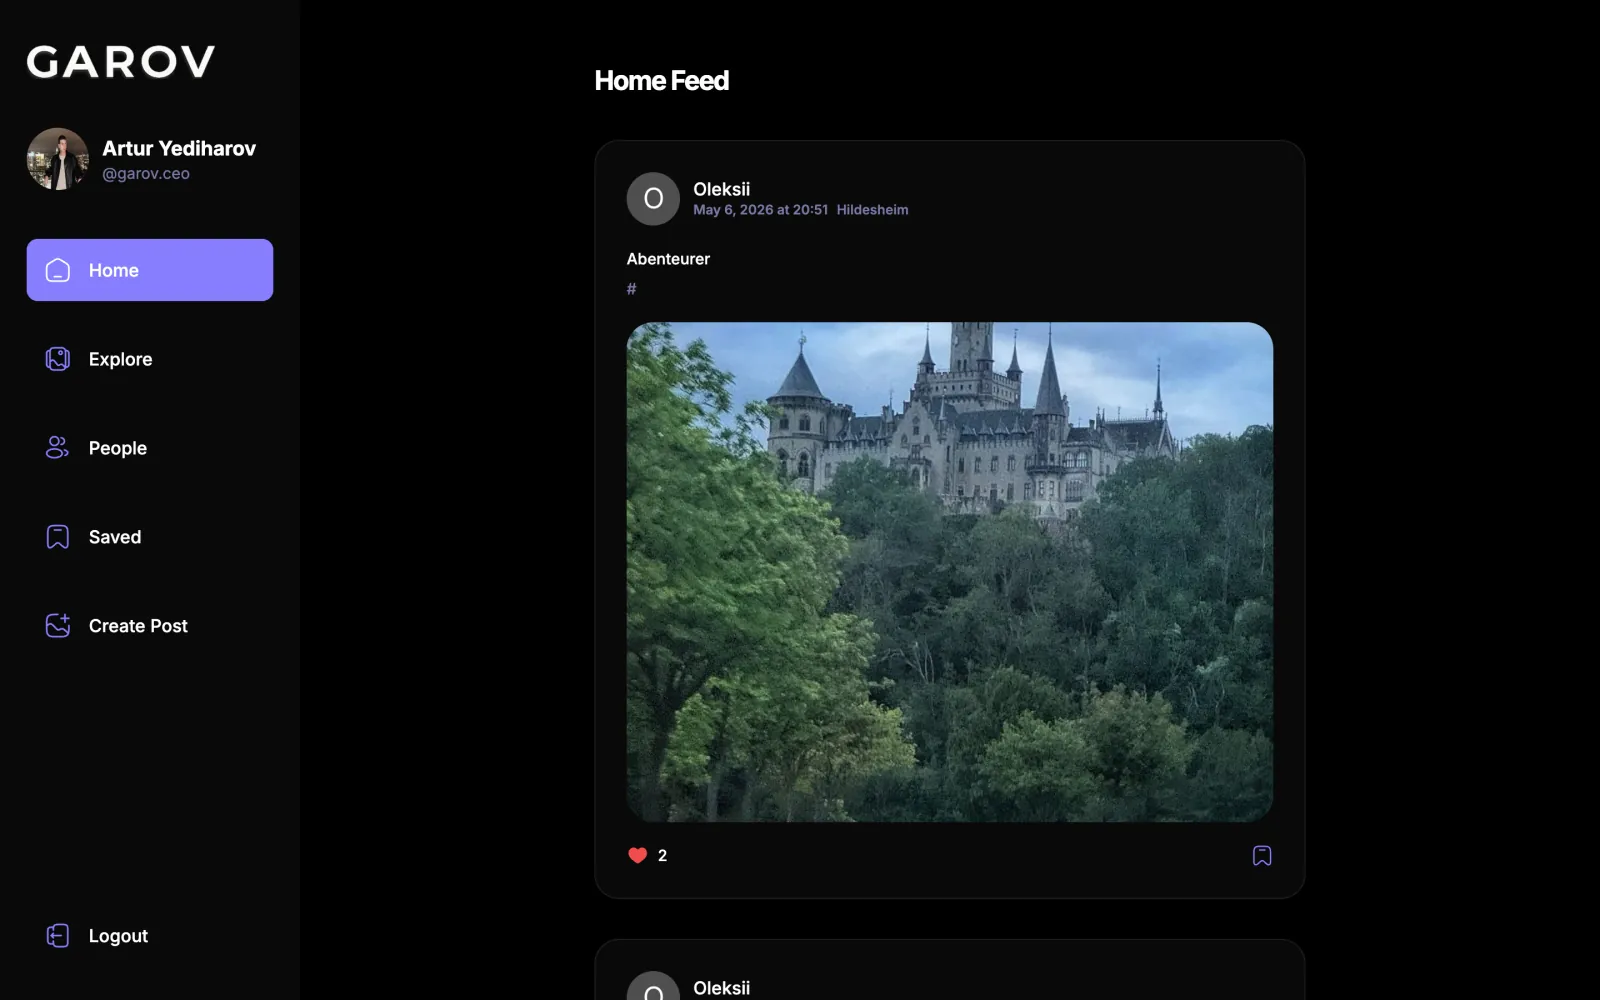 GAROV
Artur Yediharov
@garov.ceo
Home
Explore
People
Saved
Create Post
Logout
Home Feed
O
Oleksii
May 6, 2026 at 20:51 Hildesheim
Abenteurer
#
2
O
Oleksii